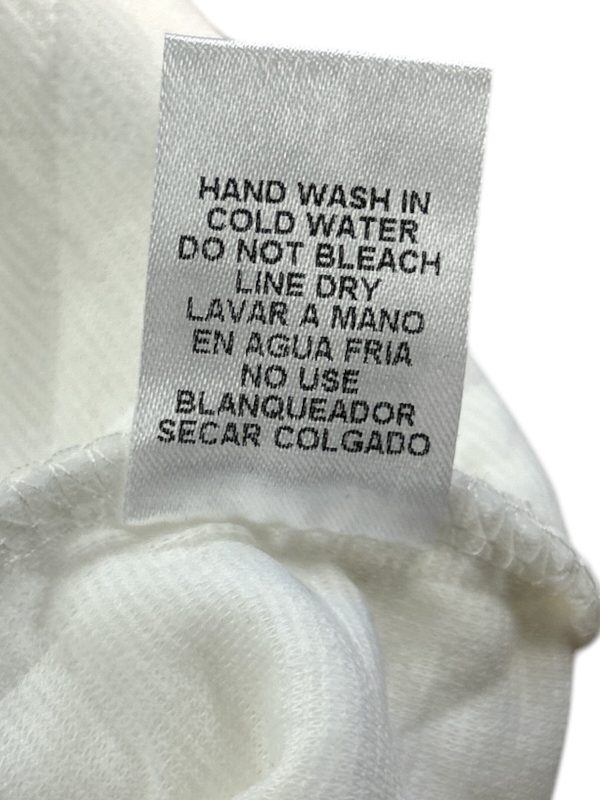 HAND WASH IN
COLD WATER
DO NOT BLEACH
LINE DRY
LAVAR A MANO
EN AGUA FRIA
NO USE
BLANQUEADOR
SECAR COLGADO